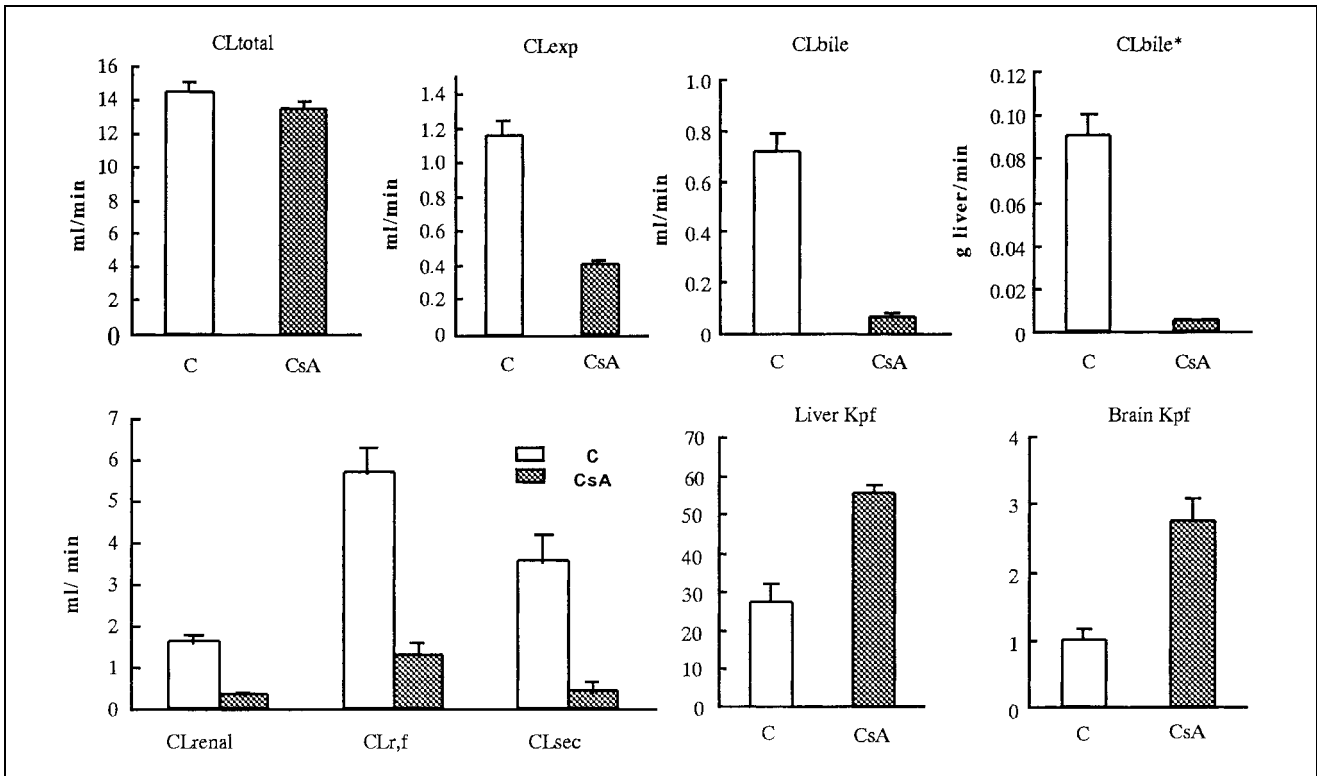 CLtotal
16
14
12
10
8
6
4
2
0
ml/min
C CsA
CLexp
1.4
1.2
1.0
0.8
0.6
0.4
0.2
0
ml/min
C CsA
CLbile
1.0
0.8
0.6
0.4
0.2
0
ml/min
C CsA
CLbile*
0.12
0.10
0.08
0.06
0.04
0.02
0
g liver/min
C CsA
7
6
5
4
3
2
1
0
ml/ min
C
CsA
CLrenal CLr,f CLsec
Liver Kpf
70
60
50
40
30
20
10
0
C CsA
Brain Kpf
4
3
2
1
0
C CsA